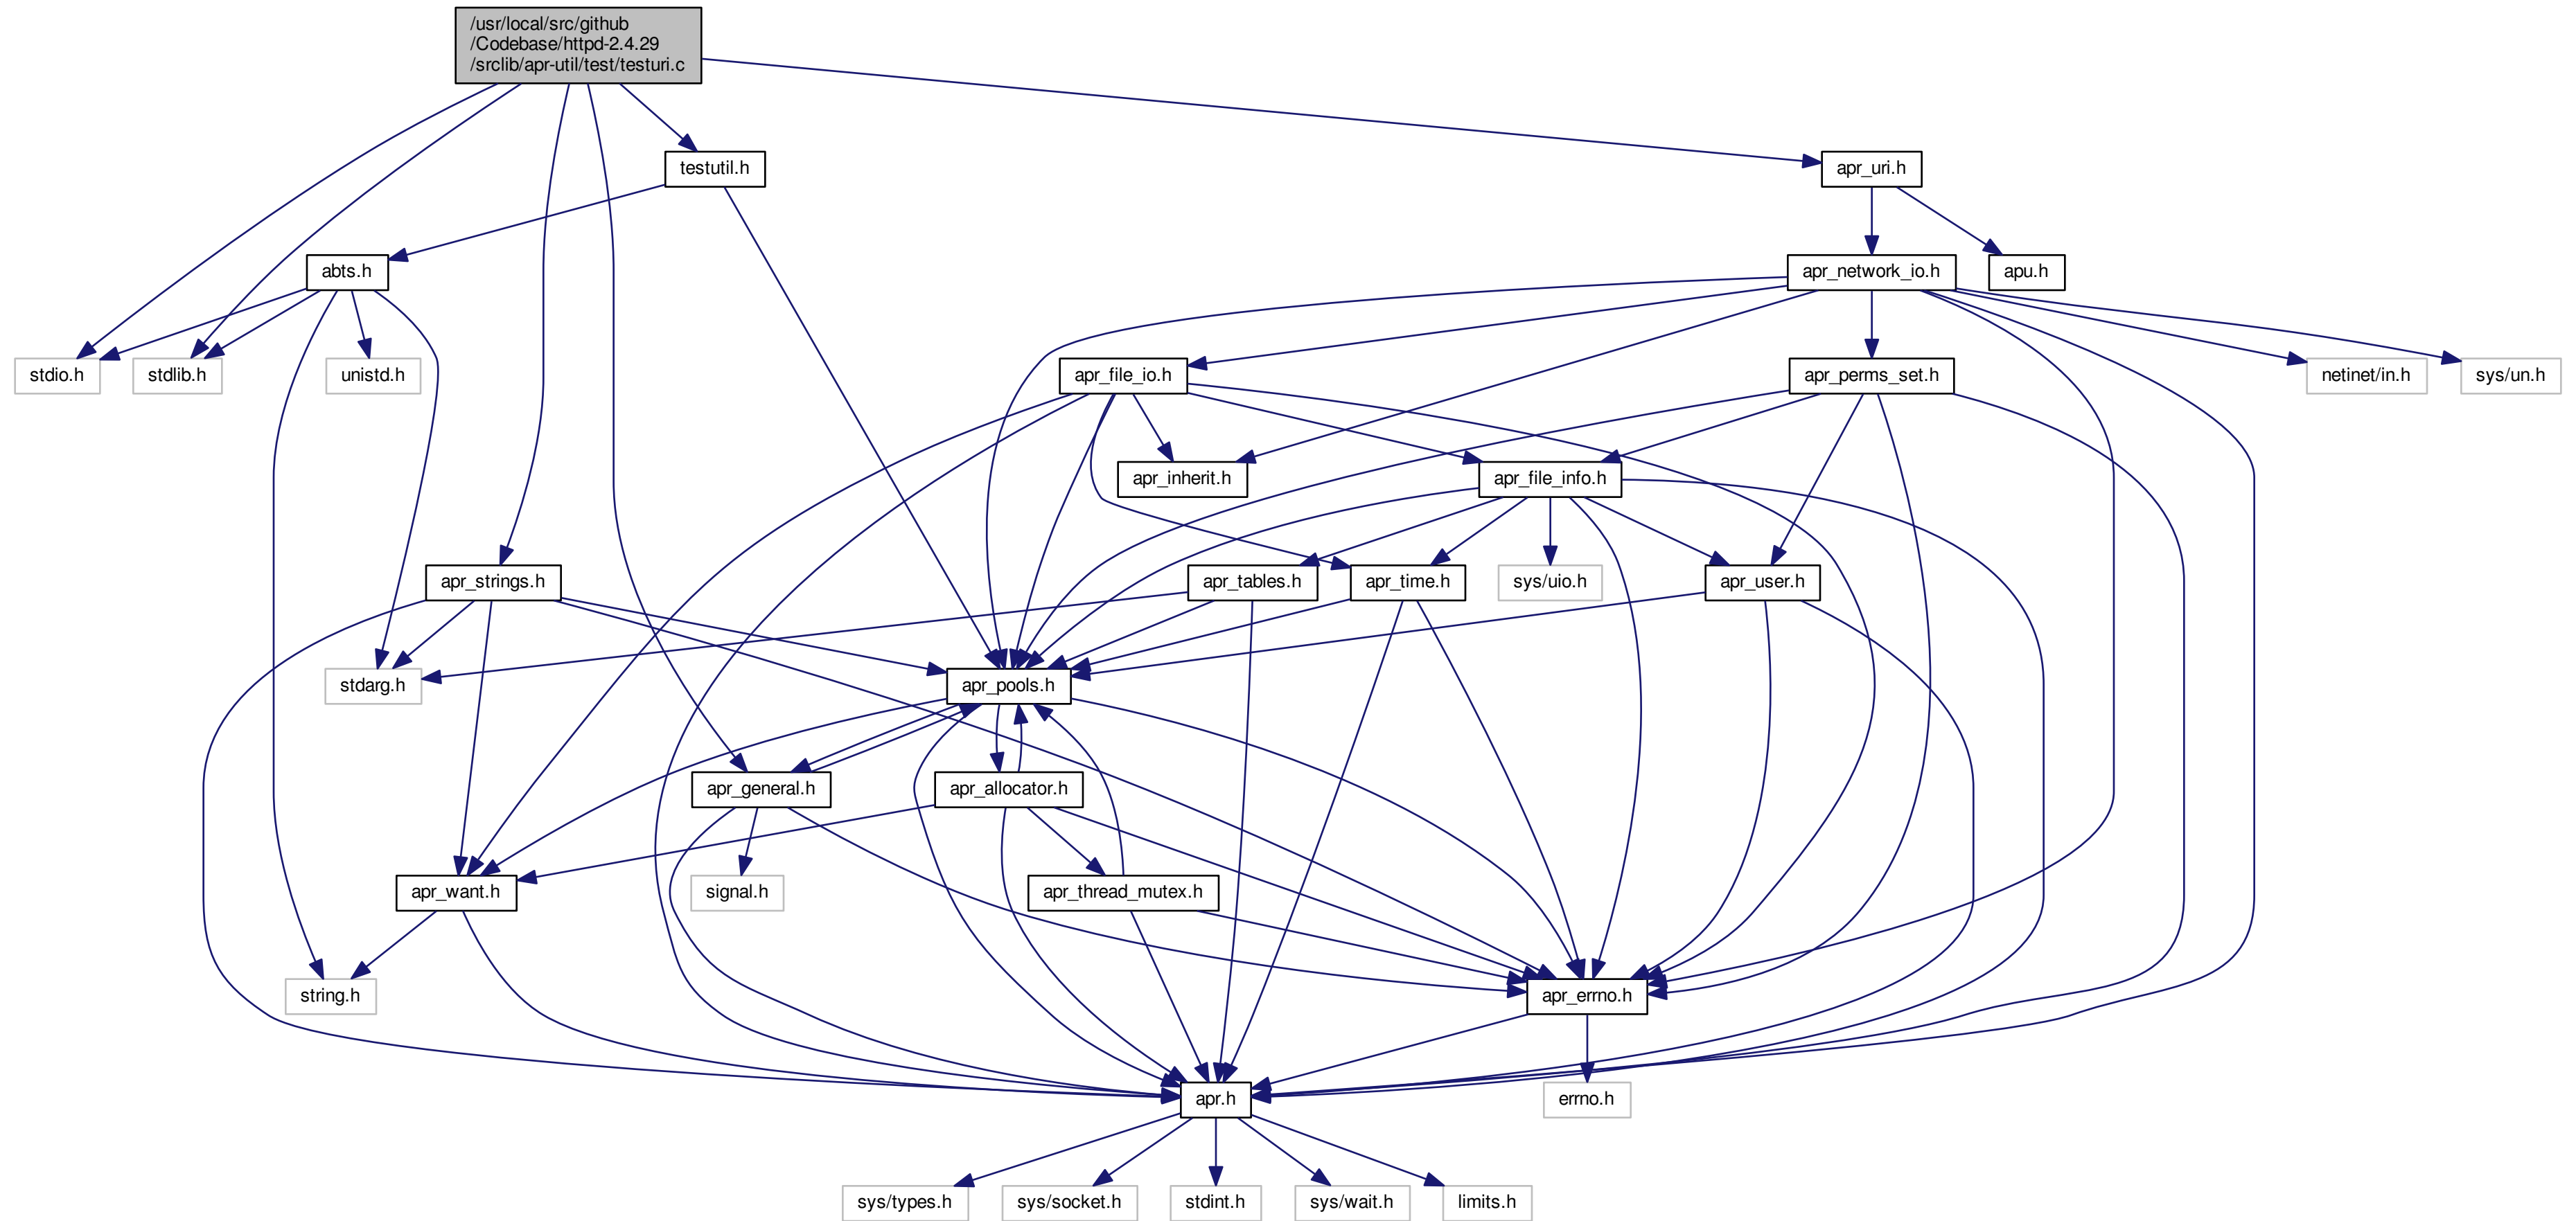 /usr/local/src/github
/Codebase/httpd-2.4.29
/srclib/apr-util/test/testuri.c
testutil.h
apr_uri.h
abts.h
apr_network_io.h
apu.h
stdio.h
stdlib.h
unistd.h
apr_file_io.h
apr_perms_set.h
netinet/in.h
sys/un.h
apr_inherit.h
apr_file_info.h
apr_strings.h
apr_tables.h
apr_time.h
sys/uio.h
apr_user.h
stdarg.h
apr_pools.h
apr_general.h
apr_allocator.h
apr_want.h
signal.h
apr_thread_mutex.h
string.h
apr_errno.h
apr.h
errno.h
sys/types.h
sys/socket.h
stdint.h
sys/wait.h
limits.h